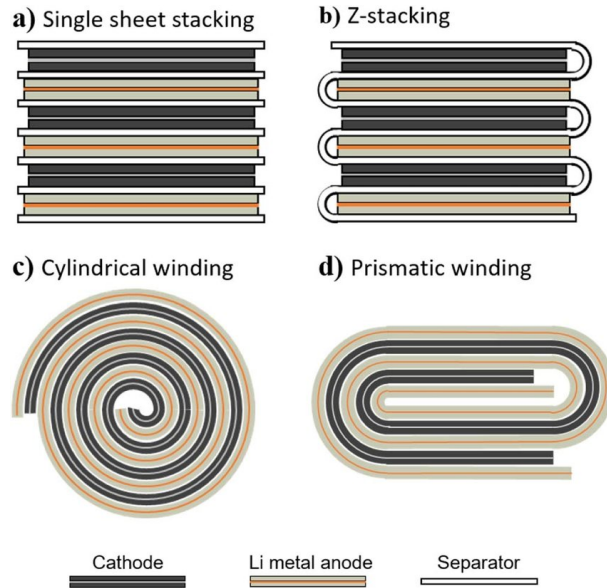 a) Single sheet stacking
b) Z-stacking
c) Cylindrical winding
d) Prismatic winding
Cathode
Li metal anode
Separator